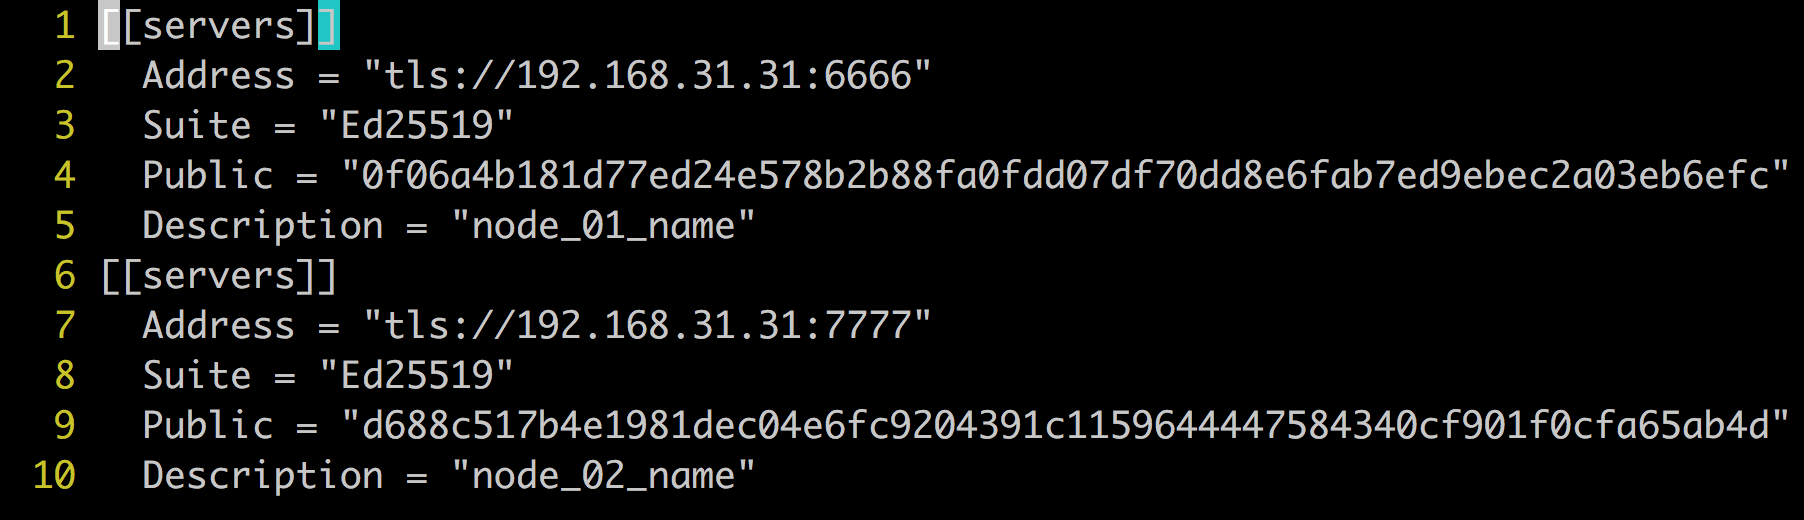 1 [[servers]]
2   Address = "tls://192.168.31.31:6666"
3   Suite = "Ed25519"
4   Public = "0f06a4b181d77ed24e578b2b88fa0fdd07df70dd8e6fab7ed9ebec2a03eb6efc"
5   Description = "node_01_name"
6 [[servers]]
7   Address = "tls://192.168.31.31:7777"
8   Suite = "Ed25519"
9   Public = "d688c517b4e1981dec04e6fc9204391c1159644447584340cf901f0cfa65ab4d"
10   Description = "node_02_name"